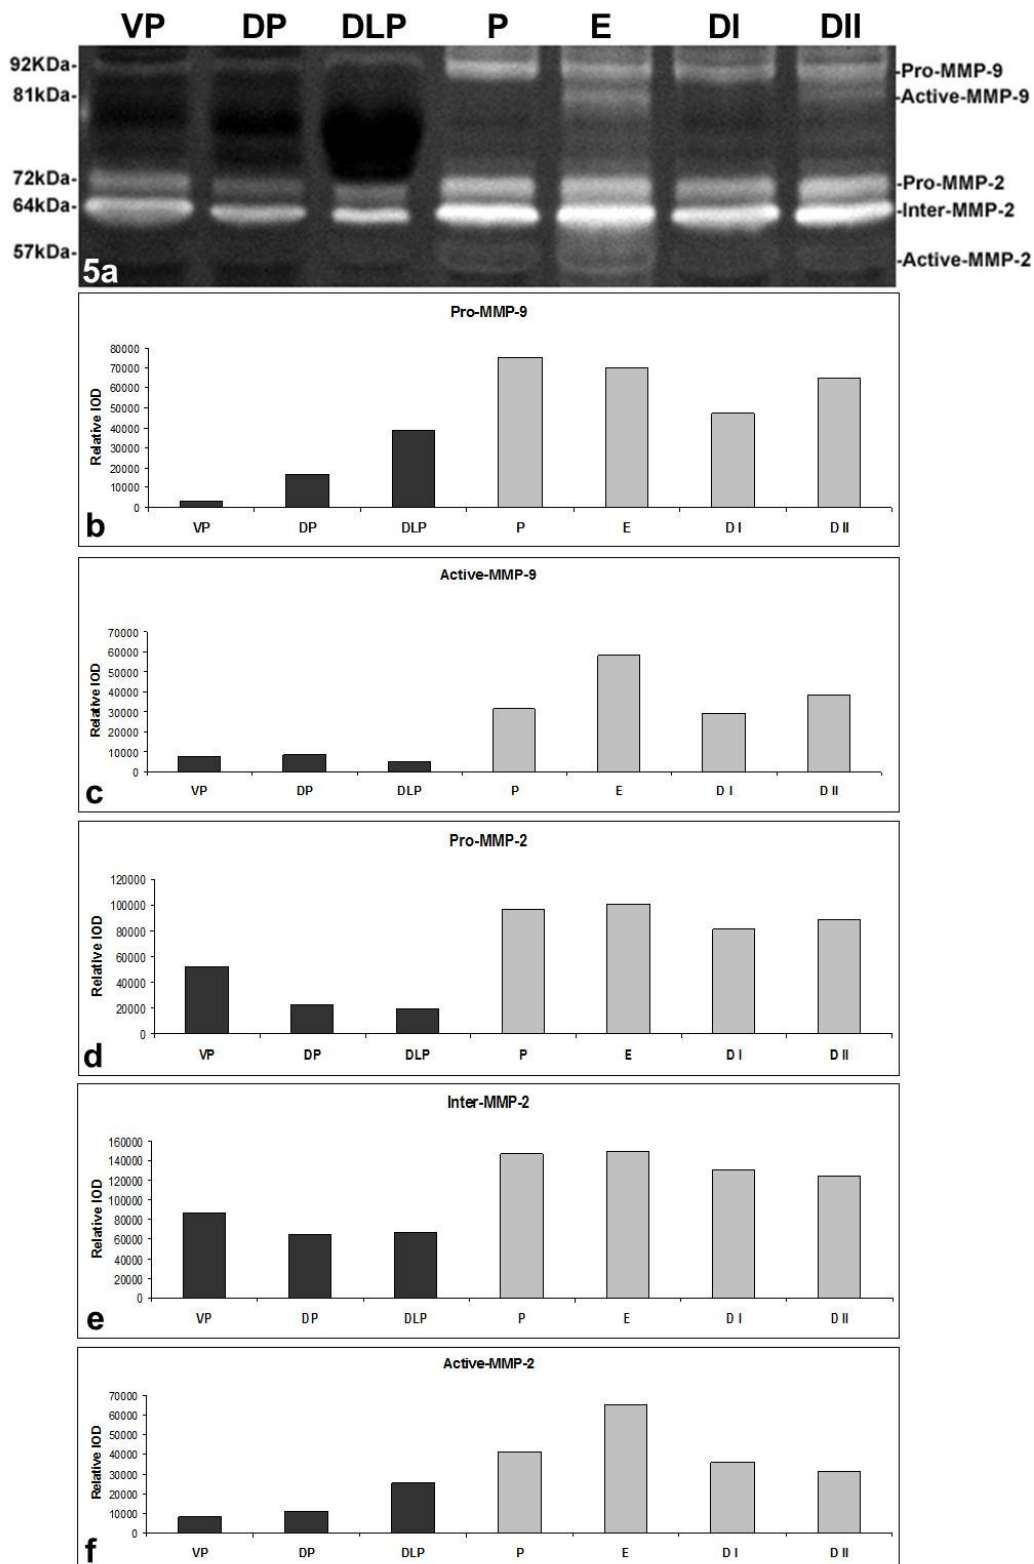 VP DP DLP P E DI DII
92KDa- -Pro-MMP-9
81kDa- -Active-MMP-9
72kDa- -Pro-MMP-2
64kDa- -Inter-MMP-2
57kDa- -Active-MMP-2
5a
Pro-MMP-9
Relative IOD
80000
70000
60000
50000
40000
30000
20000
10000
0
VP DP DLP P E D I D II
b
Active-MMP-9
Relative IOD
70000
60000
50000
40000
30000
20000
10000
0
VP DP DLP P E D I D II
c
Pro-MMP-2
Relative IOD
120000
100000
80000
60000
40000
20000
0
VP DP DLP P E D I D II
d
Inter-MMP-2
Relative IOD
160000
140000
120000
100000
80000
60000
40000
20000
0
VP DP DLP P E D I D II
e
Active-MMP-2
Relative IOD
70000
60000
50000
40000
30000
20000
10000
0
VP DP DLP P E D I D II
f